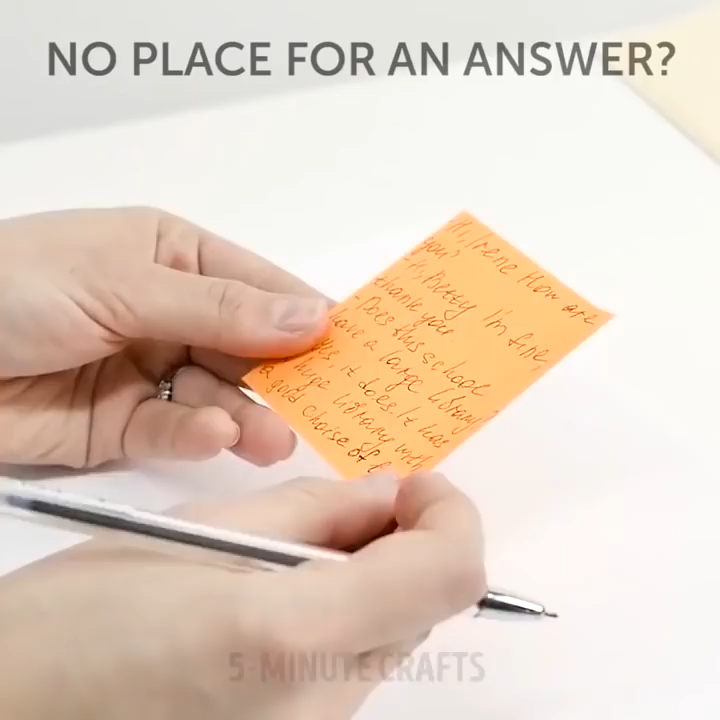 NO PLACE FOR AN ANSWER?
Hi, Irene How are
you?
-Hi, Betty I'm fine,
thank you
-Does this school
have a large library?
Yes, it does. It has
a huge library with
a good choise of
5-MINUTE CRAFTS